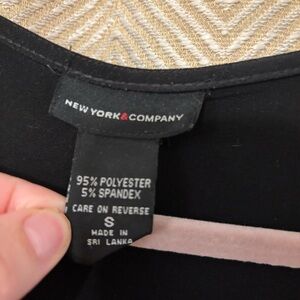 NEW YORK&COMPANY
95% POLYESTER
5% SPANDEX
CARE ON REVERSE
S
MADE IN
SRI LANKA